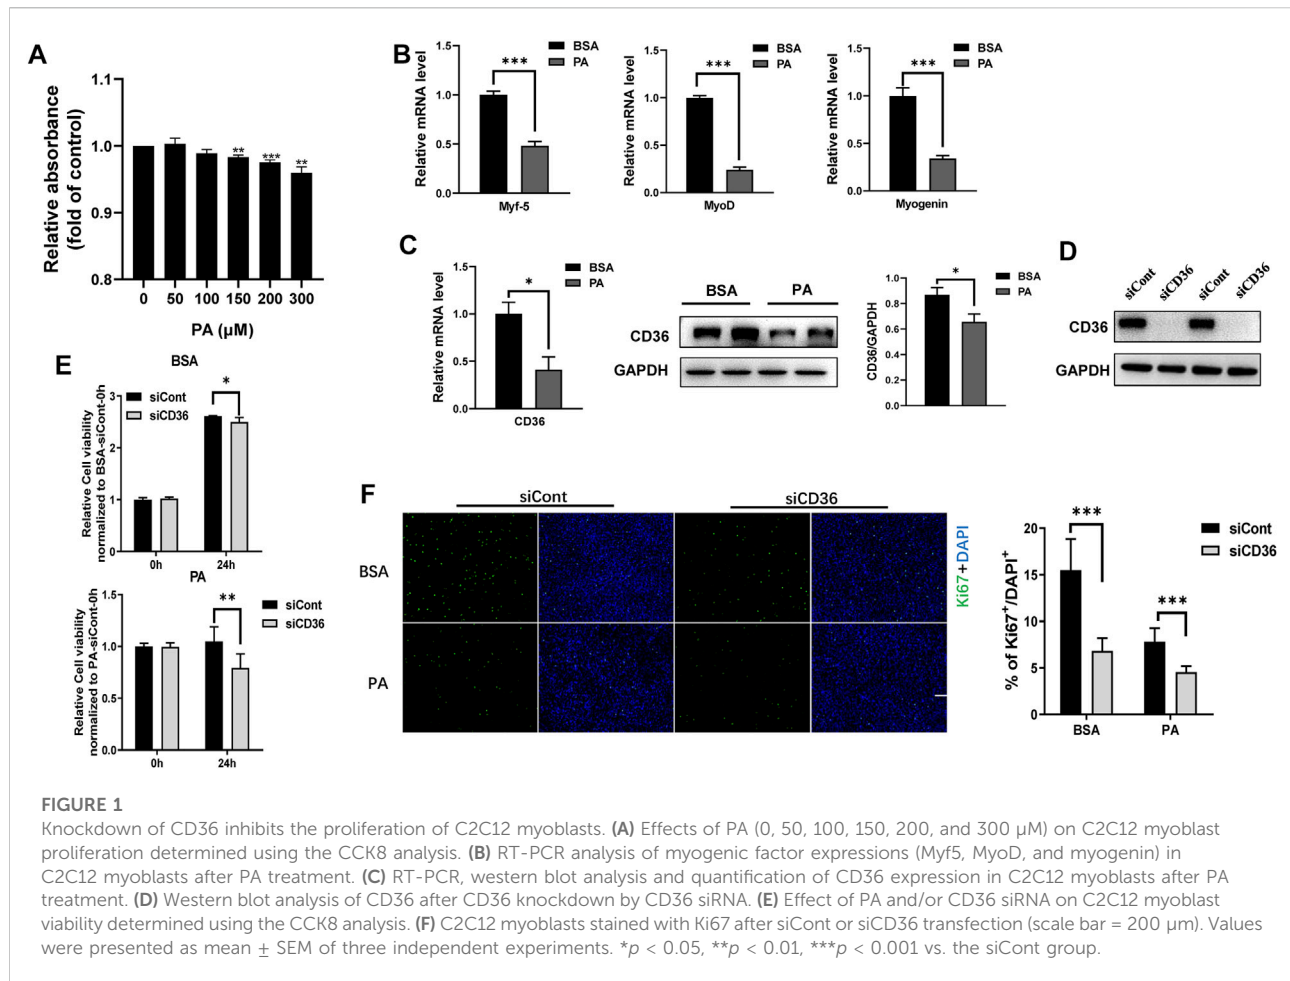 A
Relative absorbance
(fold of control)
1.1
1.0
0.9
0.8
** *** **
0 50 100 150 200 300
PA (μM)
B
Relative mRNA level
1.5
1.0
0.5
0.0
***
BSA
PA
Myf-5
Relative mRNA level
1.5
1.0
0.5
0.0
***
BSA
PA
MyoD
Relative mRNA level
1.5
1.0
0.5
0.0
***
BSA
PA
Myogenin
C
Relative mRNA level
1.5
1.0
0.5
0.0
*
BSA
PA
CD36
BSA PA
CD36
GAPDH
CD36/GAPDH
1.0
0.8
0.6
0.4
0.2
0.0
*
BSA
PA
D
siCont siCD36 siCont siCD36
CD36
GAPDH
E
BSA
Relative Cell viability
normalized to BSA-siCont-0h
3
2
1
0
siCont
siCD36
*
0h 24h
PA
Relative Cell viability
normalized to PA-siCont-0h
1.5
1.0
0.5
0.0
**
siCont
siCD36
0h 24h
F
siCont siCD36
BSA
PA
Ki67+DAPI
% of Ki67+/DAPI+
20
15
10
5
0
***
***
siCont
siCD36
BSA PA
FIGURE 1
Knockdown of CD36 inhibits the proliferation of C2C12 myoblasts. (A) Effects of PA (0, 50, 100, 150, 200, and 300 μM) on C2C12 myoblast
proliferation determined using the CCK8 analysis. (B) RT-PCR analysis of myogenic factor expressions (Myf5, MyoD, and myogenin) in
C2C12 myoblasts after PA treatment. (C) RT-PCR, western blot analysis and quantification of CD36 expression in C2C12 myoblasts after PA
treatment. (D) Western blot analysis of CD36 after CD36 knockdown by CD36 siRNA. (E) Effect of PA and/or CD36 siRNA on C2C12 myoblast
viability determined using the CCK8 analysis. (F) C2C12 myoblasts stained with Ki67 after siCont or siCD36 transfection (scale bar = 200 μm). Values
were presented as mean ± SEM of three independent experiments. *p < 0.05, **p < 0.01, ***p < 0.001 vs. the siCont group.